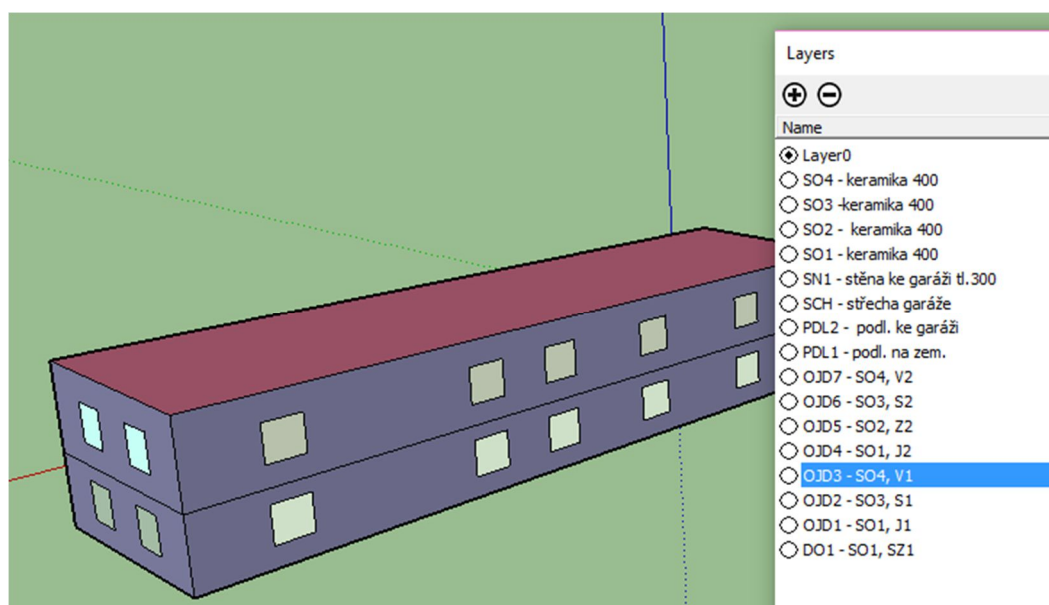 Layers
Name
Layer0
SO4 - keramika 400
SO3 -keramika 400
SO2 - keramika 400
SO1 - keramika 400
SN1 - stěna ke garáži tl.300
SCH - střecha garáže
PDL2 - podl. ke garáži
PDL1 - podl. na zem.
OJD7 - SO4, V2
OJD6 - SO3, S2
OJD5 - SO2, Z2
OJD4 - SO1, J2
OJD3 - SO4, V1
OJD2 - SO3, S1
OJD1 - SO1, J1
DO1 - SO1, SZ1